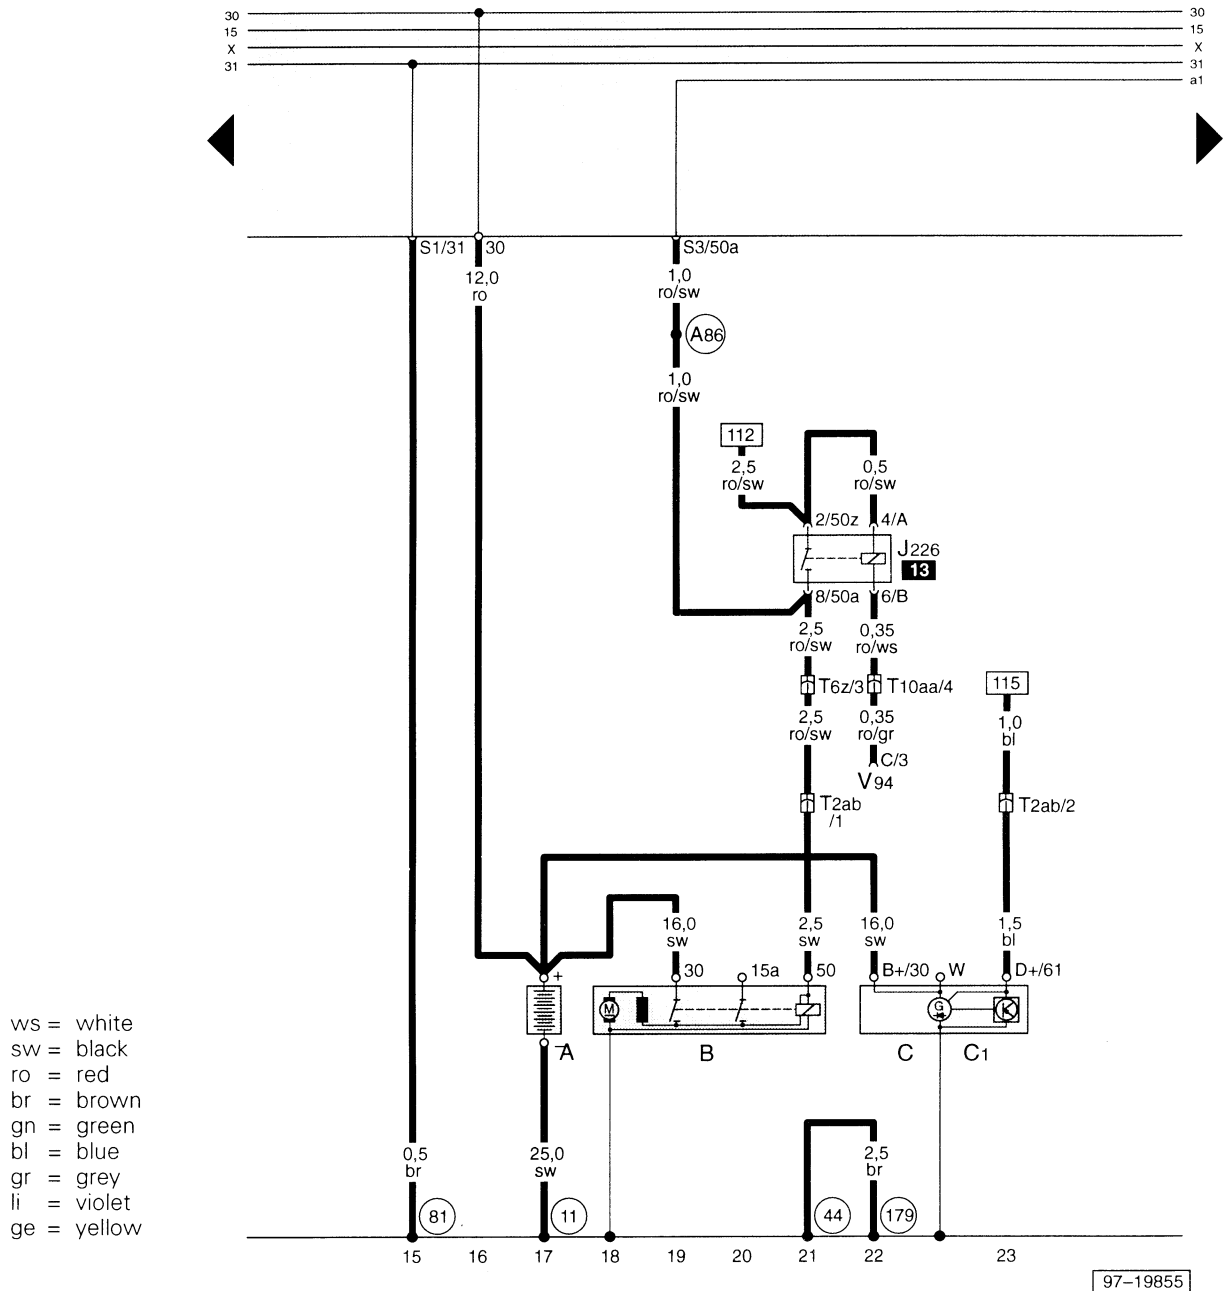 30 30
15 15
X X
31 31
a1
S1/31 30 S3/50a
12,0
ro
1,0
ro/sw
A86
1,0
ro/sw
112
2,5
ro/sw
0,5
ro/sw
2/50z 4/A
J226
13
8/50a 6/B
2,5
ro/sw
0,35
ro/ws
T6z/3 T10aa/4
115
2,5
ro/sw
0,35
ro/gr
1,0
bl
C/3
V94
T2ab
/1
T2ab/2
16,0
sw
2,5
sw
16,0
sw
1,5
bl
+ 30 15a 50 B+/30 W D+/61
M G
– A B C C1
ws = white
sw = black
ro = red
br = brown
gn = green
bl = blue
gr = grey
li = violet
ge = yellow
0,5
br
25,0
sw
2,5
br
81 11 44 179
15 16 17 18 19 20 21 22 23
97–19855